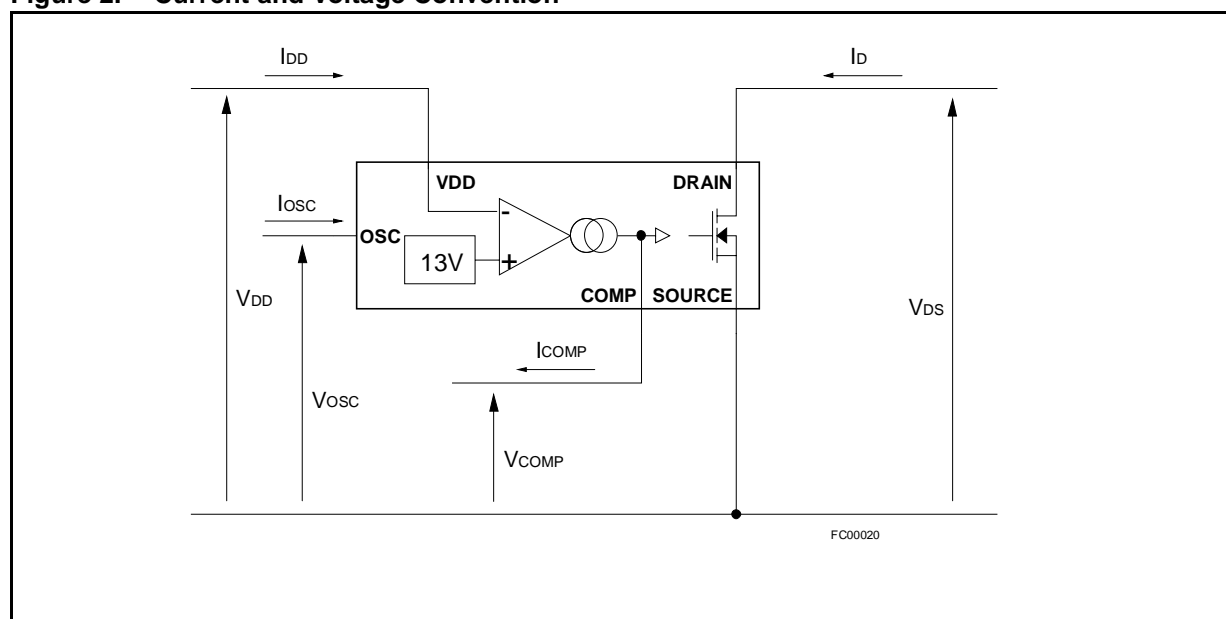 Figure 2. Current and Voltage Convention
IDD
ID
VDD
DRAIN
IOSC
OSC
-
13V
+
COMP SOURCE
VDD
VDS
ICOMP
VOSC
VCOMP
FC00020